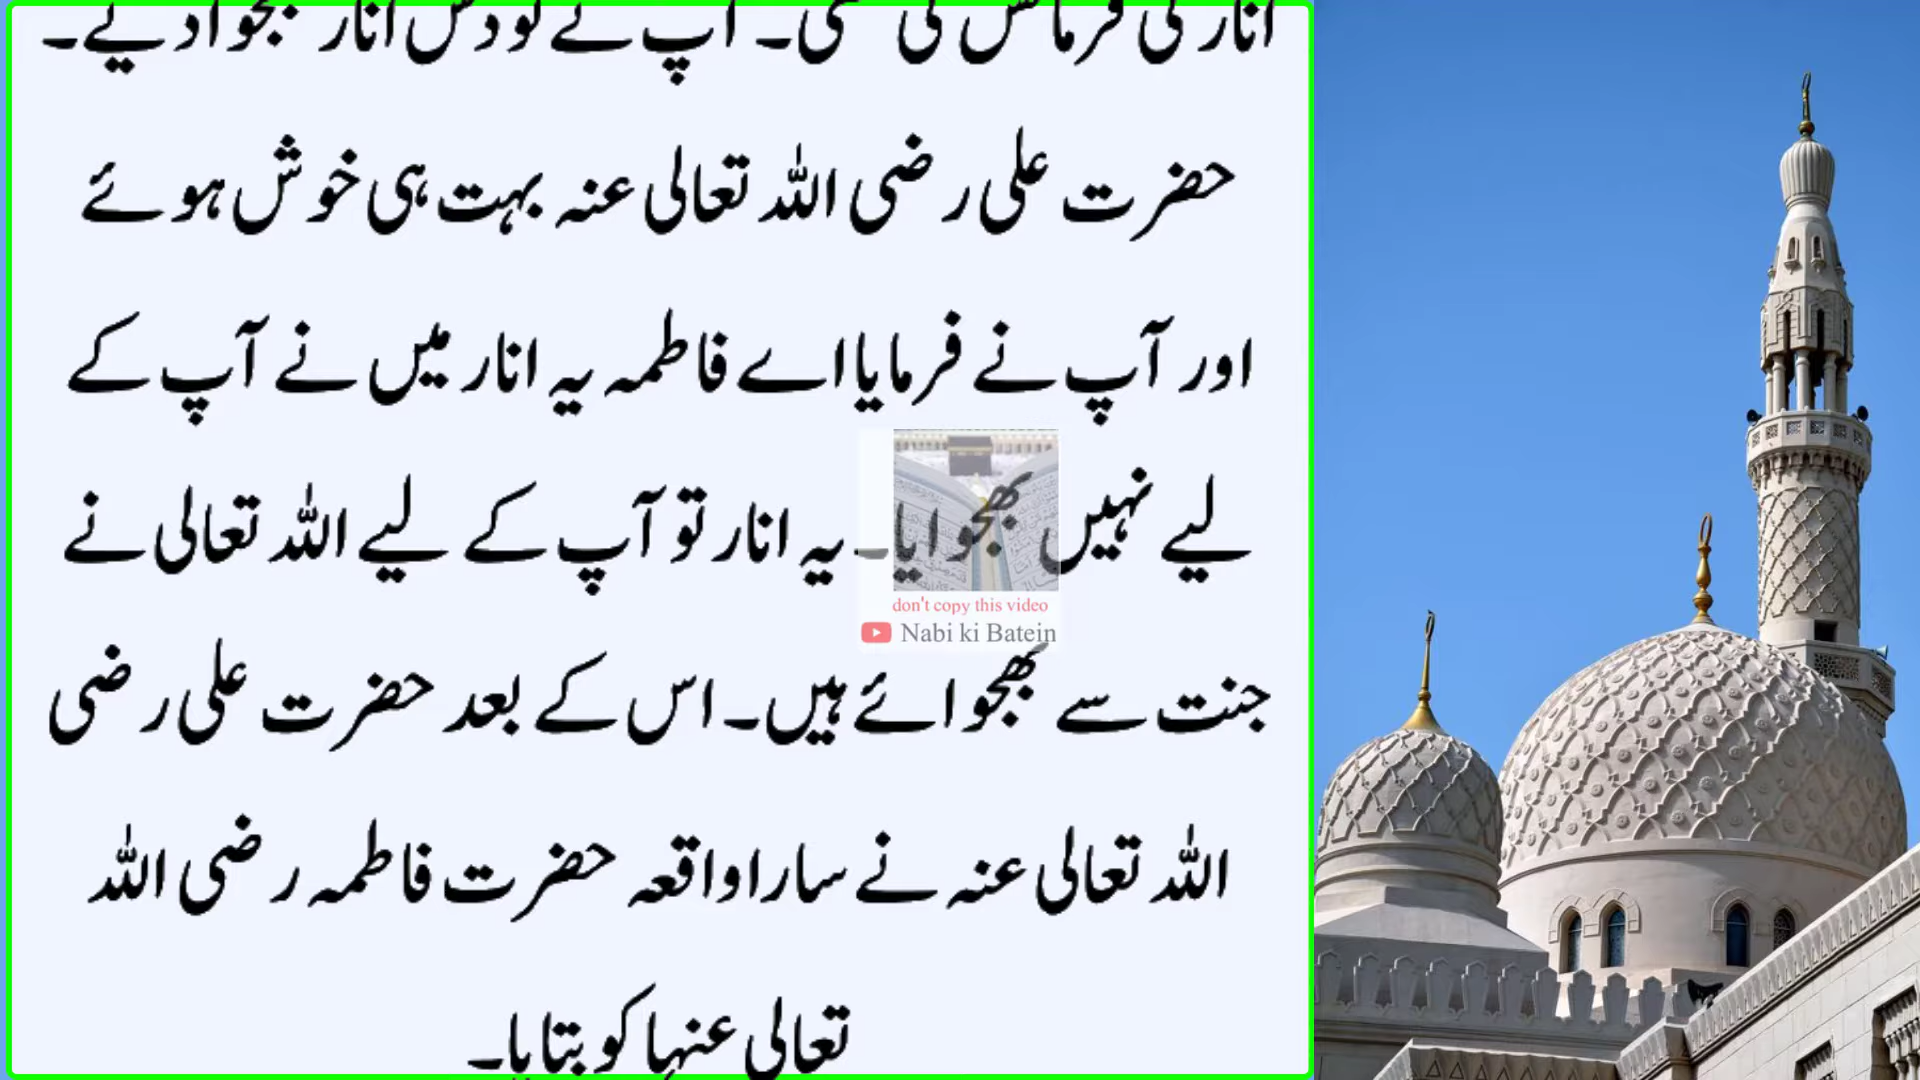 انار کی فرمائش کی تھی۔ آپ نے تو دس انار بھجوا دیے۔
حضرت علی رضی اللہ تعالی عنہ بہت ہی خوش ہوئے
اور آپ نے فرمایا اے فاطمہ یہ انار میں نے آپ کے
لیے نہیں بھجوایا۔ یہ انار تو آپ کے لیے اللہ تعالی نے
don't copy this video
Nabi ki Batein
جنت سے بھجوائے ہیں۔ اس کے بعد حضرت علی رضی
اللہ تعالی عنہ نے سارا واقعہ حضرت فاطمہ رضی اللہ
تعالی عنہا کو بتایا۔